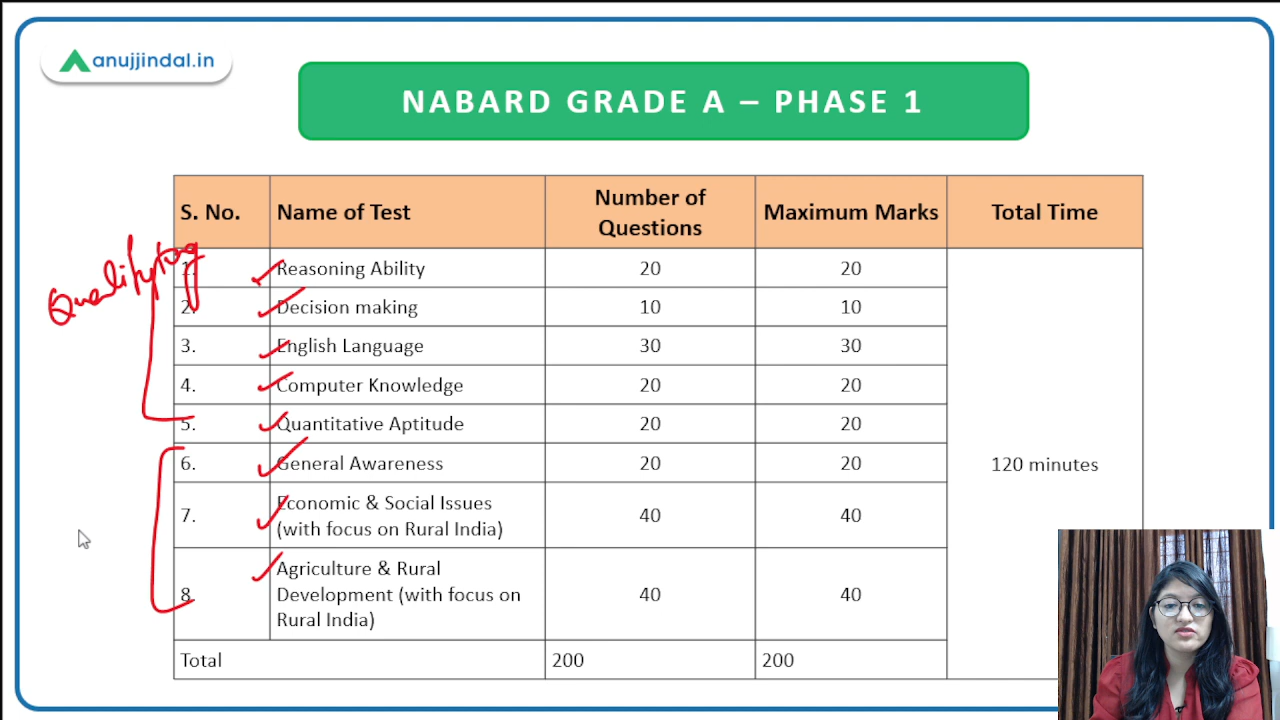 anujjindal.in
NABARD GRADE A – PHASE 1
S. No. Name of Test Number of Questions Maximum Marks Total Time
Qualifying
1. Reasoning Ability 20 20
2. Decision making 10 10
3. English Language 30 30
4. Computer Knowledge 20 20
5. Quantitative Aptitude 20 20
6. General Awareness 20 20
120 minutes
7. Economic & Social Issues (with focus on Rural India) 40 40
8. Agriculture & Rural Development (with focus on Rural India) 40 40
Total 200 200